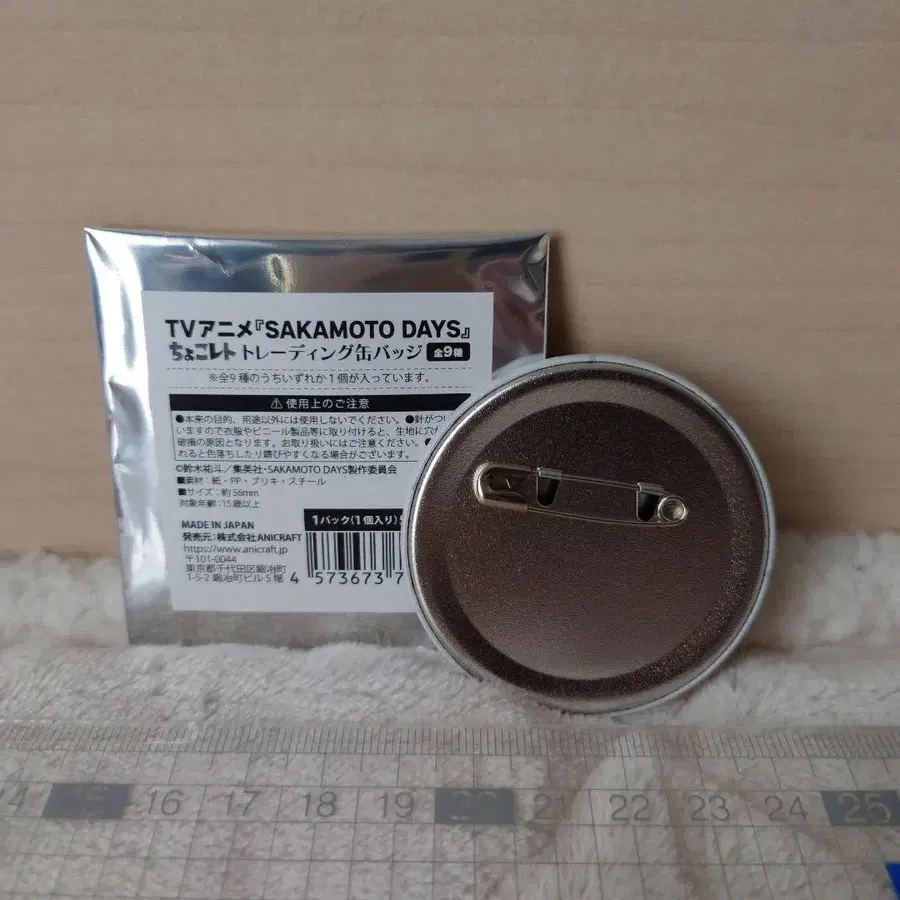 TVアニメ『SAKAMOTO DAYS』
ちょこレト トレーディング缶バッジ 全9種
※全9種のうちいずれか1個が入っています。
⚠使用上のご注意
●本来の目的、用途以外には使用しないでください。●針がつ
いますので衣服やビニール製品等に取り付けると、生地に穴
破損の原因となります。お取り扱いにはご注意ください。●
れると色落ちしたり錆びやすくなる場合がございます。
©鈴木祐斗/集英社・SAKAMOTO DAYS製作委員会
■素材:紙・PP・ブリキ・スチール
■サイズ:約56mm
対象年齢:15歳以上
MADE IN JAPAN
発売元:株式会社ANICRAFT
https://www.anicraft.jp
〒101-0044
東京都千代田区鍛冶町
1-5-2 鍛冶町ビル5階
1パック(1個入り)
4 573673 7
14 15 16 17 18 19 20 21 22 23 24 25